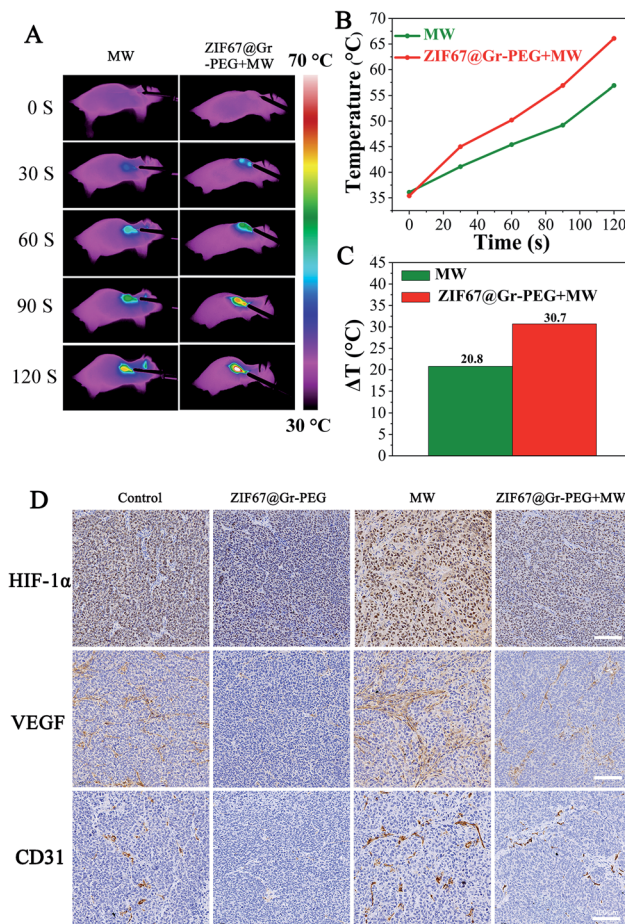 A
MW
ZIF67@Gr
-PEG+MW
70 °C
0 S
30 S
60 S
90 S
120 S
30 °C
B
Temperature (°C)
70
65
60
55
50
45
40
35
MW
ZIF67@Gr-PEG+MW
0 20 40 60 80 100 120
Time (s)
C
ΔT (°C)
45
40
35
30
25
20
15
10
5
0
MW
ZIF67@Gr-PEG+MW
20.8
30.7
D
Control ZIF67@Gr-PEG MW ZIF67@Gr-PEG+MW
HIF-1α
VEGF
CD31